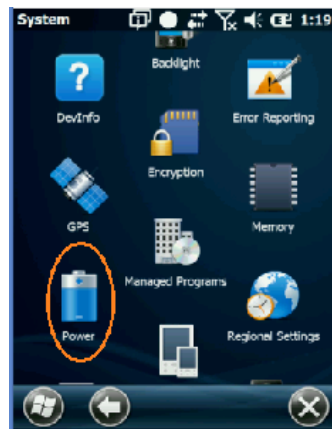 System 1:19
Backlight
DevInfo
Error Reporting
Encryption
GPS
Memory
Managed Programs
Power
Regional Settings